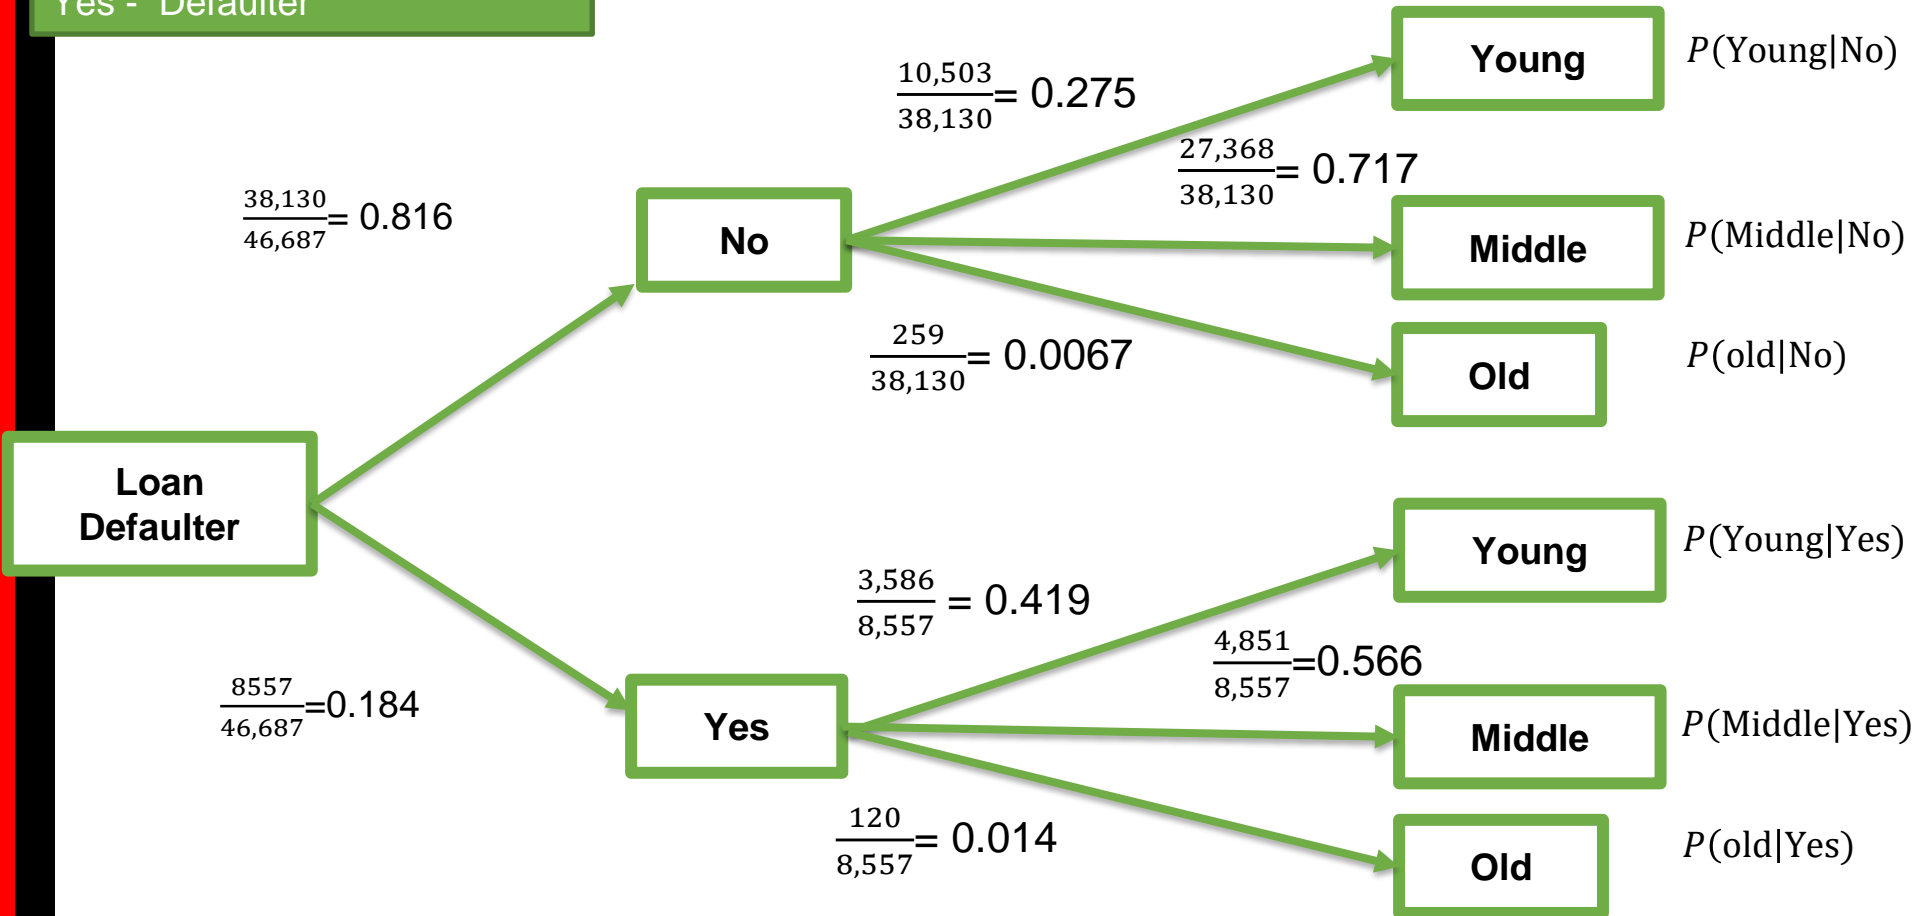 Yes - Defaulter
10,503
38,130
= 0.275
Young
P(Young|No)
27,368
38,130
= 0.717
38,130
46,687
= 0.816
No
Middle
P(Middle|No)
259
38,130
= 0.0067
Old
P(old|No)
Loan
Defaulter
3,586
8,557
= 0.419
Young
P(Young|Yes)
4,851
8,557
=0.566
8557
46,687
=0.184
Yes
Middle
P(Middle|Yes)
120
8,557
= 0.014
Old
P(old|Yes)